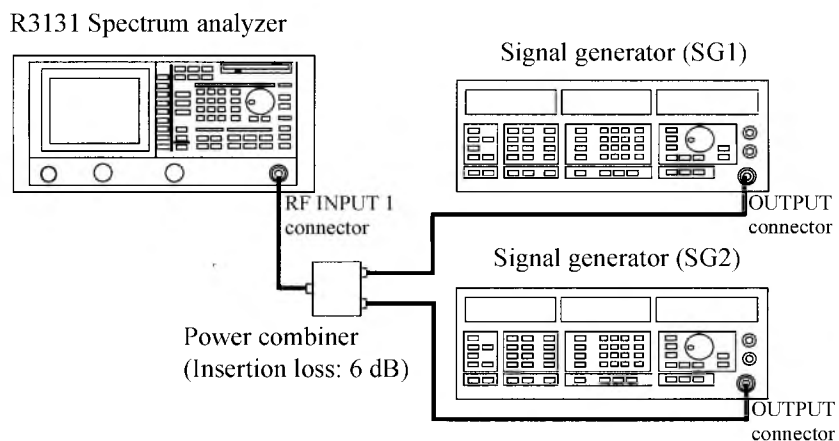 R3131 Spectrum analyzer
Signal generator (SG1)
RF INPUT 1
connector
OUTPUT
connector
Signal generator (SG2)
Power combiner
(Insertion loss: 6 dB)
OUTPUT
connector